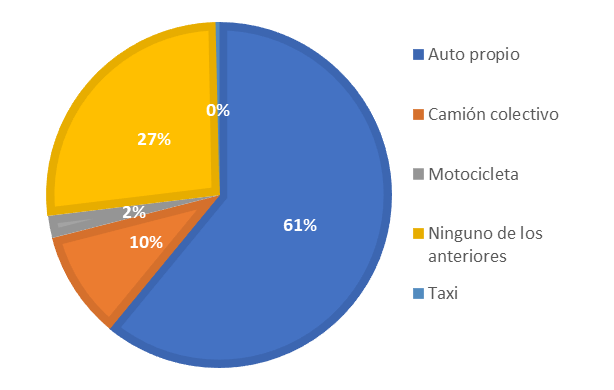 Auto propio
0%
Camión colectivo
27%
Motocicleta
2%
61%
10%
Ninguno de los
anteriores
Taxi